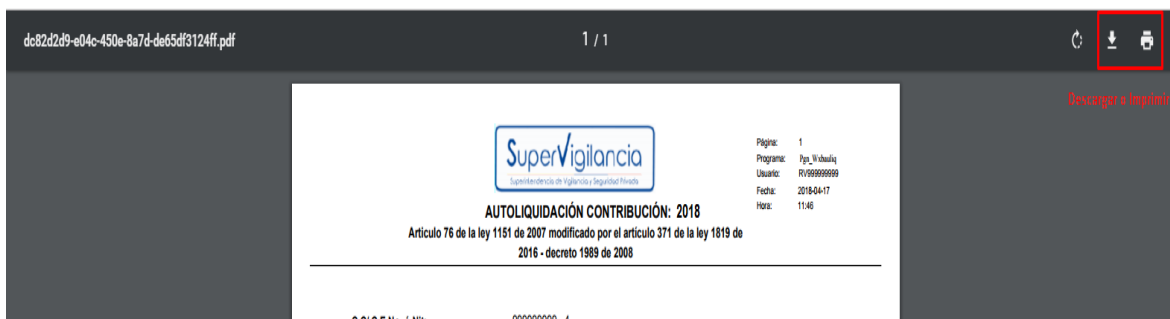 dc82d2d9-e04c-450e-8a7d-de65df3124ff.pdf
1 / 1
Descargar o Imprimir
SuperVigilancia
Superintendencia de Vigilancia y Seguridad Privada
Página: 1
Programa: Pgn_Wxbauliq
Usuario: RV999999999
Fecha: 2018-04-17
Hora: 11:46
AUTOLIQUIDACIÓN CONTRIBUCIÓN: 2018
Articulo 76 de la ley 1151 de 2007 modificado por el artículo 371 de la ley 1819 de
2016 - decreto 1989 de 2008